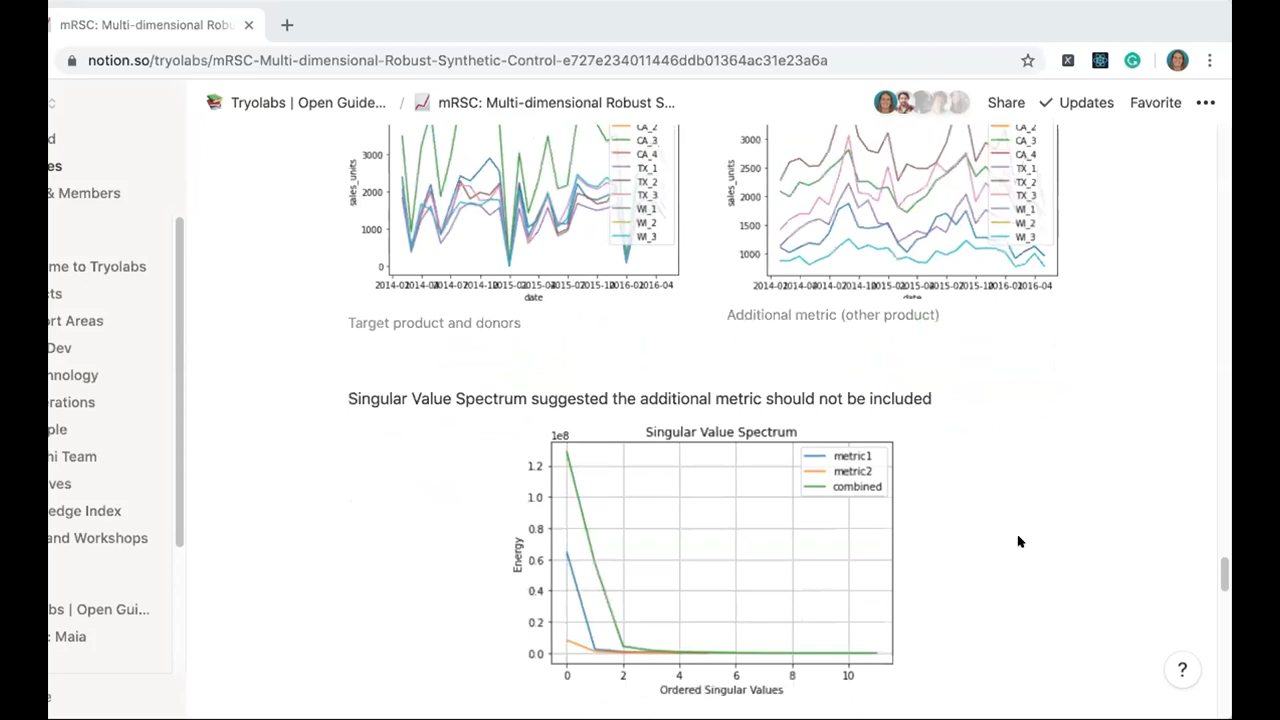 mRSC: Multi-dimensional Robu
notion.so/tryolabs/mRSC-Multi-dimensional-Robust-Synthetic-Control-e727e234011446ddb01364ac31e23a6a
Tryolabs | Open Guide... / mRSC: Multi-dimensional Robust S...
Share Updates Favorite
d
es
& Members
me to Tryolabs
cts
ort Areas
Dev
nology
erations
ple
ni Team
ves
edge Index
and Workshops
bs | Open Gui...
: Maia
e
sales_units
3000
2000
1000
0
CA_2
CA_3
CA_4
TX_1
TX_2
TX_3
WI_1
WI_2
WI_3
date
Target product and donors
sales_units
3000
2500
2000
1500
1000
CA_2
CA_3
CA_4
TX_1
TX_2
TX_3
WI_1
WI_2
WI_3
date
Additional metric (other product)
Singular Value Spectrum suggested the additional metric should not be included
Singular Value Spectrum
1e8
metric1
metric2
combined
Energy
1.2
1.0
0.8
0.6
0.4
0.2
0.0
0 2 4 6 8 10
Ordered Singular Values
?